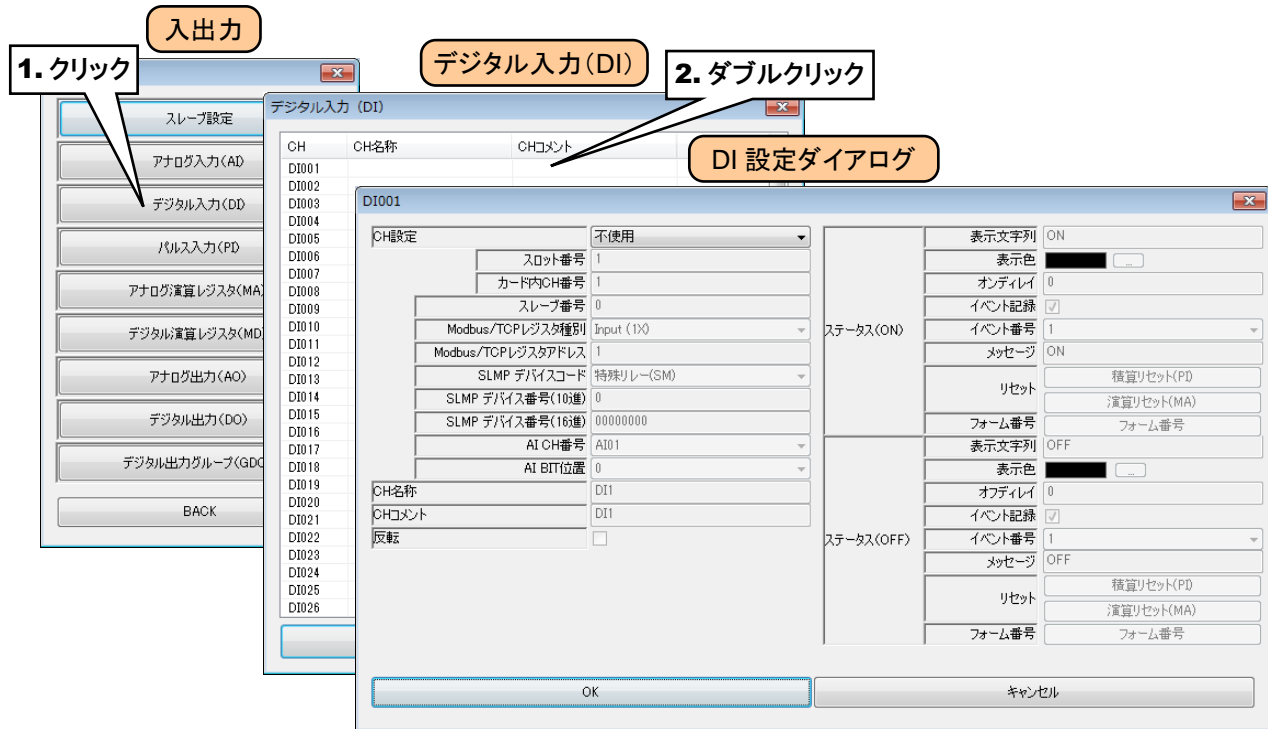 入出力
1. クリック
スレーブ設定
アナログ入力(AI)
デジタル入力(DI)
パルス入力(PI)
アナログ演算レジスタ(MA)
デジタル演算レジスタ(MD)
アナログ出力(AO)
デジタル出力(DO)
デジタル出力グループ(GDO
BACK
デジタル入力(DI)
2. ダブルクリック
デジタル入力 (DI)
CH CH名称 CHコメント
DI001
DI002
DI003
DI004
DI005
DI006
DI007
DI008
DI009
DI010
DI011
DI012
DI013
DI014
DI015
DI016
DI017
DI018
DI019
DI020
DI021
DI022
DI023
DI024
DI025
DI026
DI 設定ダイアログ
DI001
CH設定 不使用
スロット番号 1
カード内CH番号 1
スレーブ番号 0
Modbus/TCPレジスタ種別 Input (1X)
Modbus/TCPレジスタアドレス 1
SLMP デバイスコード 特殊リレー(SM)
SLMP デバイス番号(10進) 0
SLMP デバイス番号(16進) 00000000
AI CH番号 AI01
AI BIT位置 0
CH名称 DI1
CHコメント DI1
反転
ステータス(ON)
表示文字列 ON
表示色 ...
オンディレイ 0
イベント記録
イベント番号 1
メッセージ ON
リセット 積算リセット(PI)
演算リセット(MA)
フォーム番号 フォーム番号
ステータス(OFF)
表示文字列 OFF
表示色 ...
オフディレイ 0
イベント記録
イベント番号 1
メッセージ OFF
リセット 積算リセット(PI)
演算リセット(MA)
フォーム番号 フォーム番号
OK
キャンセル